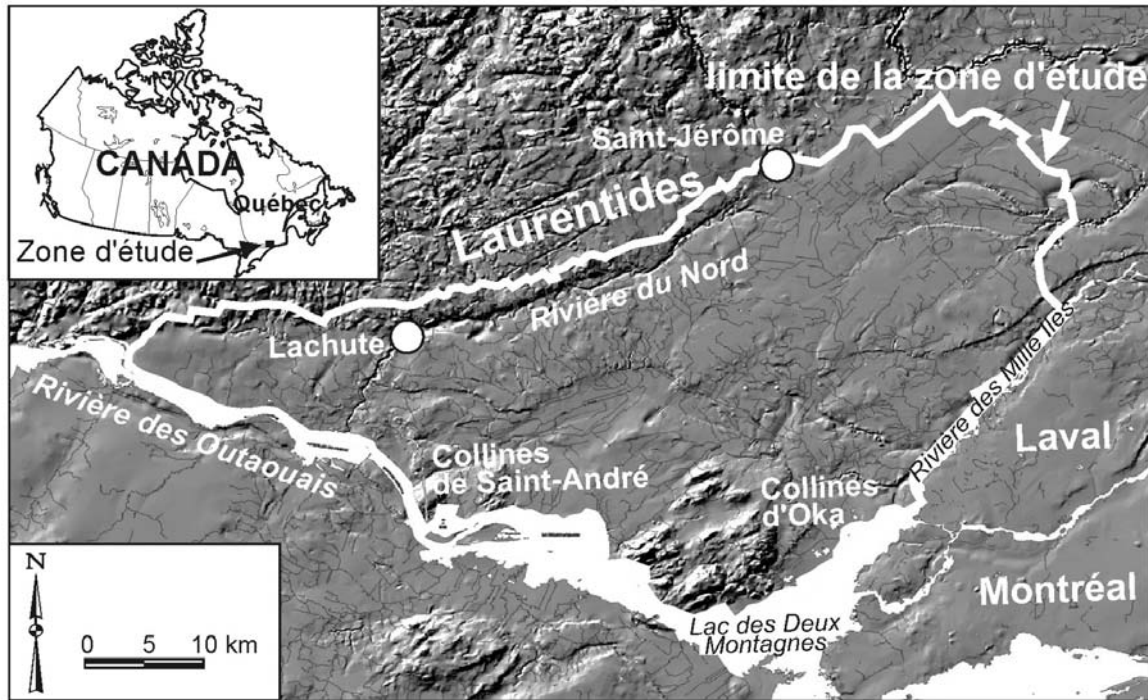 CANADA
Québec
Zone d'étude
limite de la zone d'étude
Saint-Jérôme
Laurentides
Rivière du Nord
Lachute
Rivière des Outaouais
Collines
de Saint-André
Collines
d'Oka
Rivière des Mille Iles
Laval
Montréal
Lac des Deux
Montagnes
N
0 5 10 km